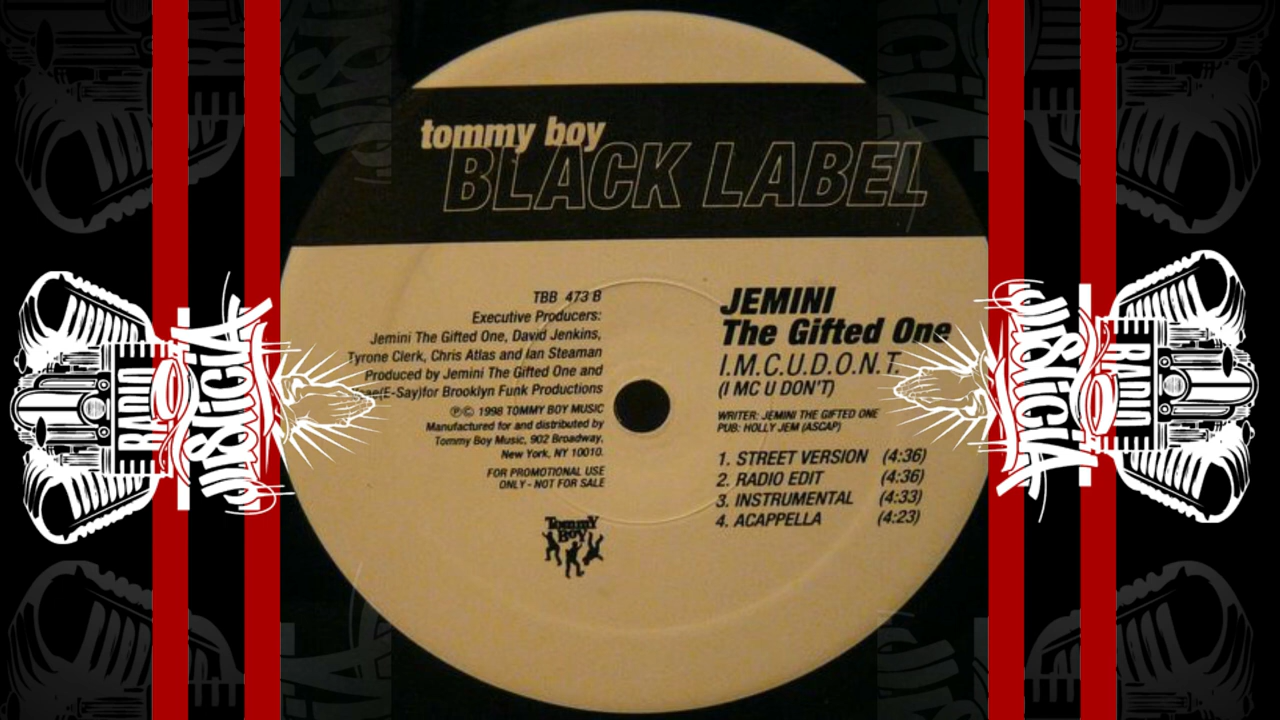 tommy boy
BLACK LABEL
TBB 473 B
Executive Producers:
Jemini The Gifted One, David Jenkins,
Tyrone Clerk, Chris Atlas and Ian Steaman
Produced by Jemini The Gifted One and
(E-Say)for Brooklyn Funk Productions
℗© 1998 TOMMY BOY MUSIC
Manufactured for and distributed by
Tommy Boy Music, 902 Broadway,
New York, NY 10010.
FOR PROMOTIONAL USE
ONLY - NOT FOR SALE
TommY
BoY
JEMINI
The Gifted One
I.M.C.U.D.O.N.T.
(I MC U DON'T)
WRITER: JEMINI THE GIFTED ONE
PUB: HOLLY JEM (ASCAP)
1. STREET VERSION (4:36)
2. RADIO EDIT (4:36)
3. INSTRUMENTAL (4:33)
4. ACAPPELLA (4:23)
RADIO
RADIO